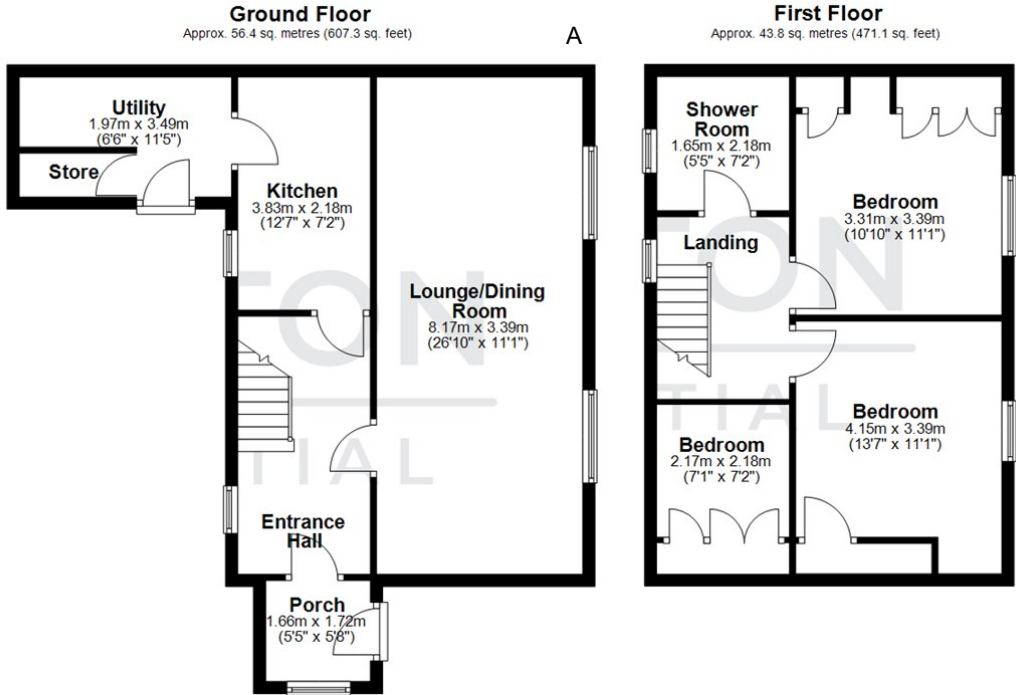 Ground Floor
Approx. 56.4 sq. metres (607.3 sq. feet)
A
First Floor
Approx. 43.8 sq. metres (471.1 sq. feet)
Utility
1.97m x 3.49m
(6'6" x 11'5")
Store
Kitchen
3.83m x 2.18m
(12'7" x 7'2")
Lounge/Dining
Room
8.17m x 3.39m
(26'10" x 11'1")
Entrance
Hall
Porch
1.66m x 1.72m
(5'5" x 5'8")
TON
TIAL
Shower
Room
1.65m x 2.18m
(5'5" x 7'2")
Landing
Bedroom
3.31m x 3.39m
(10'10" x 11'1")
Bedroom
4.15m x 3.39m
(13'7" x 11'1")
Bedroom
2.17m x 2.18m
(7'1" x 7'2")
TON
TIAL